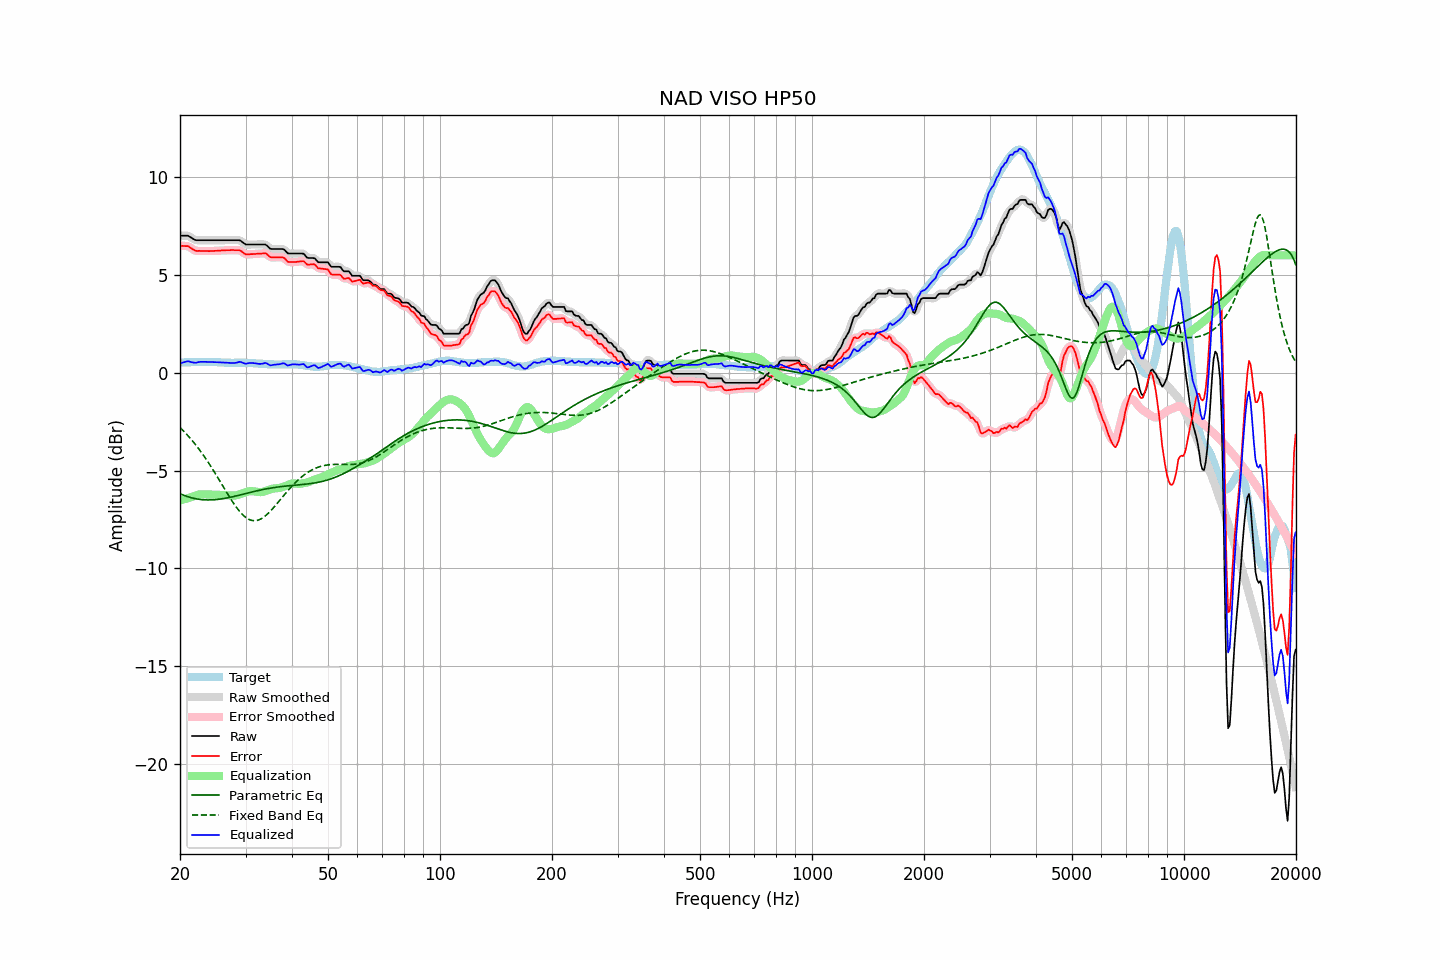 NAD VISO HP50
Amplitude (dBr)
10
5
0
−5
−10
−15
−20
Target
Raw Smoothed
Error Smoothed
Raw
Error
Equalization
Parametric Eq
Fixed Band Eq
Equalized
20 50 100 200 500 1000 2000 5000 10000 20000
Frequency (Hz)